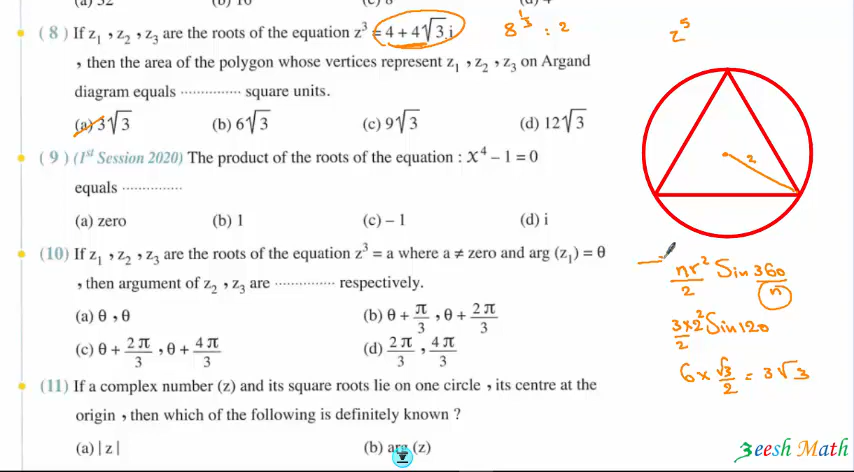 (a) 32 (b) 16 (c) 8 (d) 4
( 8 ) If z₁ , z₂ , z₃ are the roots of the equation z³ = 4 + 4√3 i
, then the area of the polygon whose vertices represent z₁ , z₂ , z₃ on Argand
diagram equals ............... square units.
(a) 3√3 (b) 6√3 (c) 9√3 (d) 12√3
( 9 ) (1st Session 2020) The product of the roots of the equation : X⁴ – 1 = 0
equals ...............
(a) zero (b) 1 (c) – 1 (d) i
(10) If z₁ , z₂ , z₃ are the roots of the equation z³ = a where a ≠ zero and arg (z₁) = θ
, then argument of z₂ , z₃ are ............... respectively.
(a) θ , θ (b) θ + π/3 , θ + 2π/3
(c) θ + 2π/3 , θ + 4π/3 (d) 2π/3 , 4π/3
(11) If a complex number (z) and its square roots lie on one circle , its centre at the
origin , then which of the following is definitely known ?
(a) | z | (b) arg (z)
8^(1/3) : 2
z⁵
2
nr²/2 Sin 360/n
3×2²/2 Sin 120
6 × √3/2 = 3√3
Zeesh Math